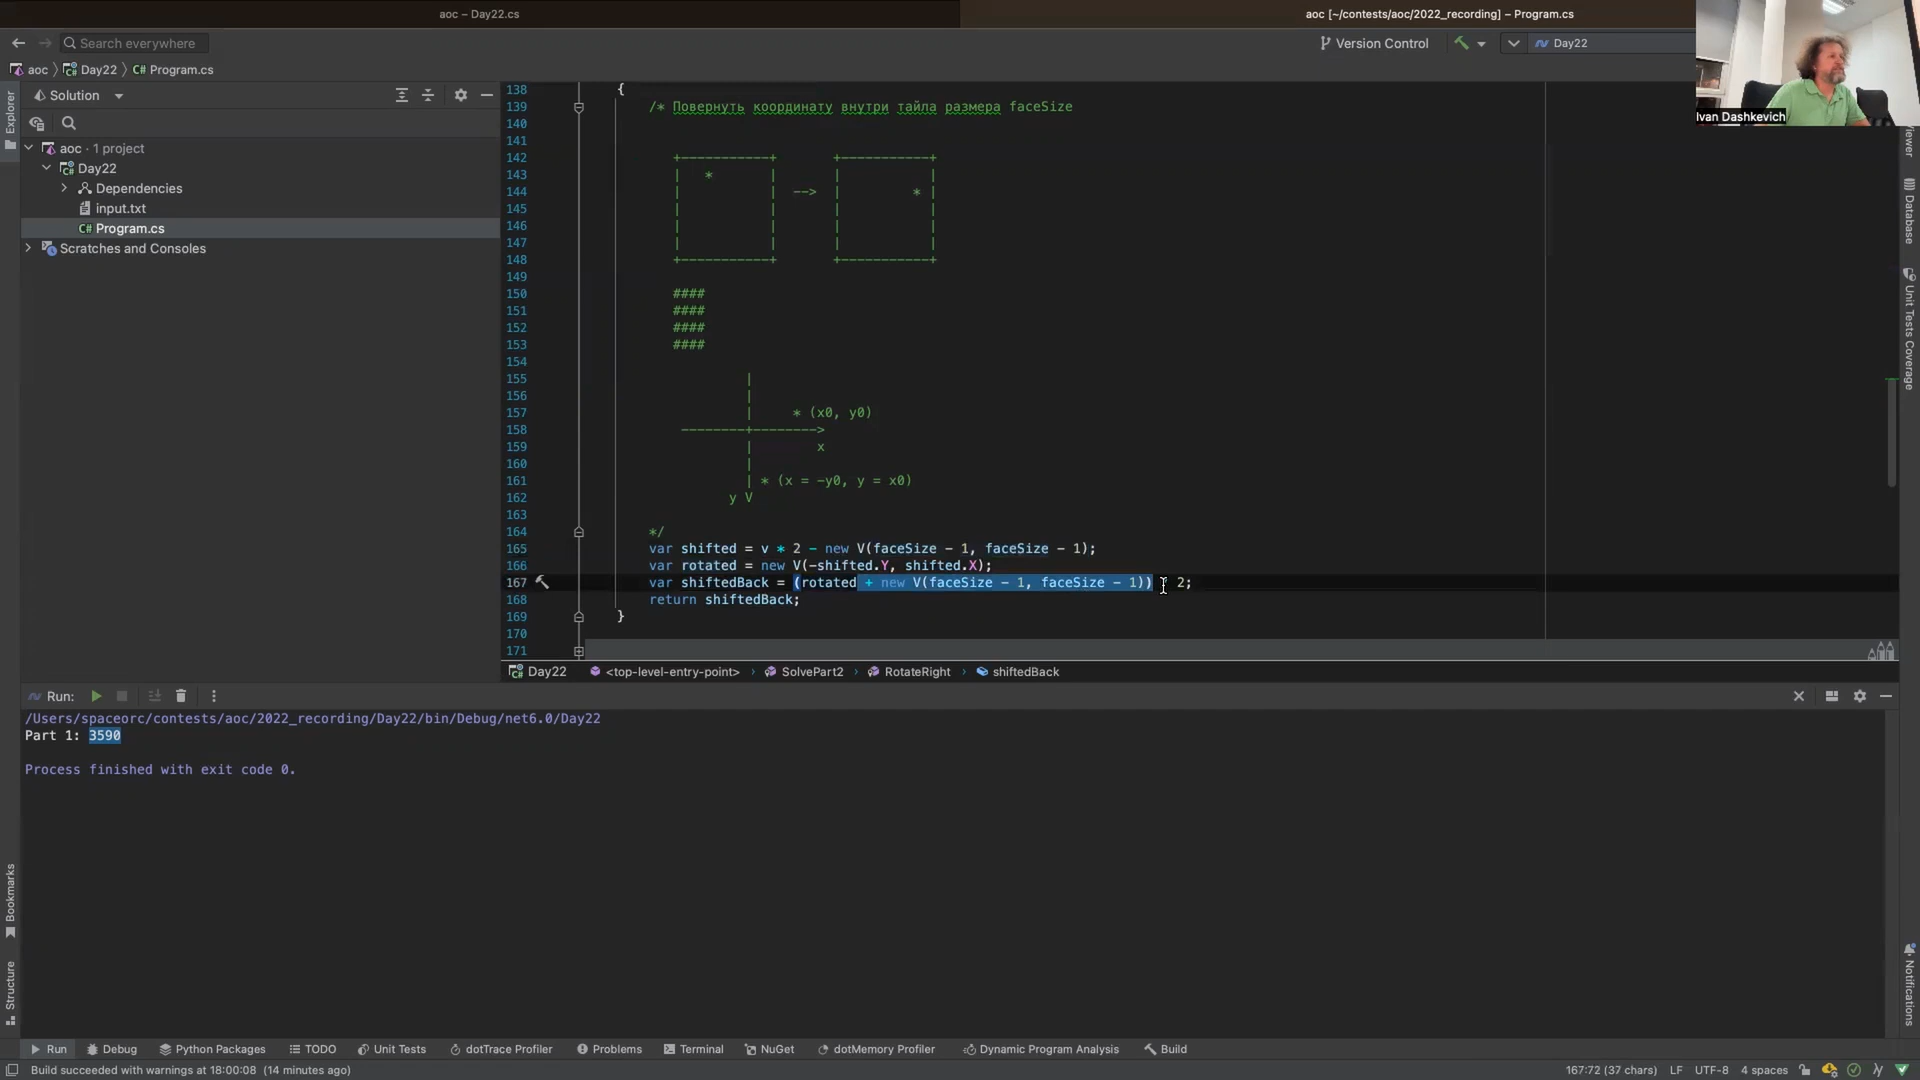 aoc – Day22.cs
aoc [~/contests/aoc/2022_recording] – Program.cs
Search everywhere
Version Control
Day22
aoc
Day22
C# Program.cs
Ivan Dashkevich
Explorer
Solution
aoc · 1 project
Day22
Dependencies
input.txt
C# Program.cs
Scratches and Consoles
138 {
139 /* Повернуть координату внутри тайла размера faceSize
140
141
142 +-----------+ +-----------+
143 | * | | |
144 | | --> | * |
145 | | | |
146 | | | |
147 | | | |
148 +-----------+ +-----------+
149
150 ####
151 ####
152 ####
153 ####
154
155 |
156 |
157 | * (x0, y0)
158 --------+-------->
159 | x
160 |
161 | * (x = -y0, y = x0)
162 y V
163
164 */
165 var shifted = v * 2 - new V(faceSize - 1, faceSize - 1);
166 var rotated = new V(-shifted.Y, shifted.X);
167 var shiftedBack = (rotated + new V(faceSize - 1, faceSize - 1)) 2;
168 return shiftedBack;
169 }
170
171
Database
Unit Tests Coverage
Day22
<top-level-entry-point>
SolvePart2
RotateRight
shiftedBack
Run:
/Users/spaceorc/contests/aoc/2022_recording/Day22/bin/Debug/net6.0/Day22
Part 1: 3590
Process finished with exit code 0.
Bookmarks
Structure
Notifications
Run
Debug
Python Packages
TODO
Unit Tests
dotTrace Profiler
Problems
Terminal
NuGet
dotMemory Profiler
Dynamic Program Analysis
Build
Build succeeded with warnings at 18:00:08 (14 minutes ago)
167:72 (37 chars)
LF
UTF-8
4 spaces